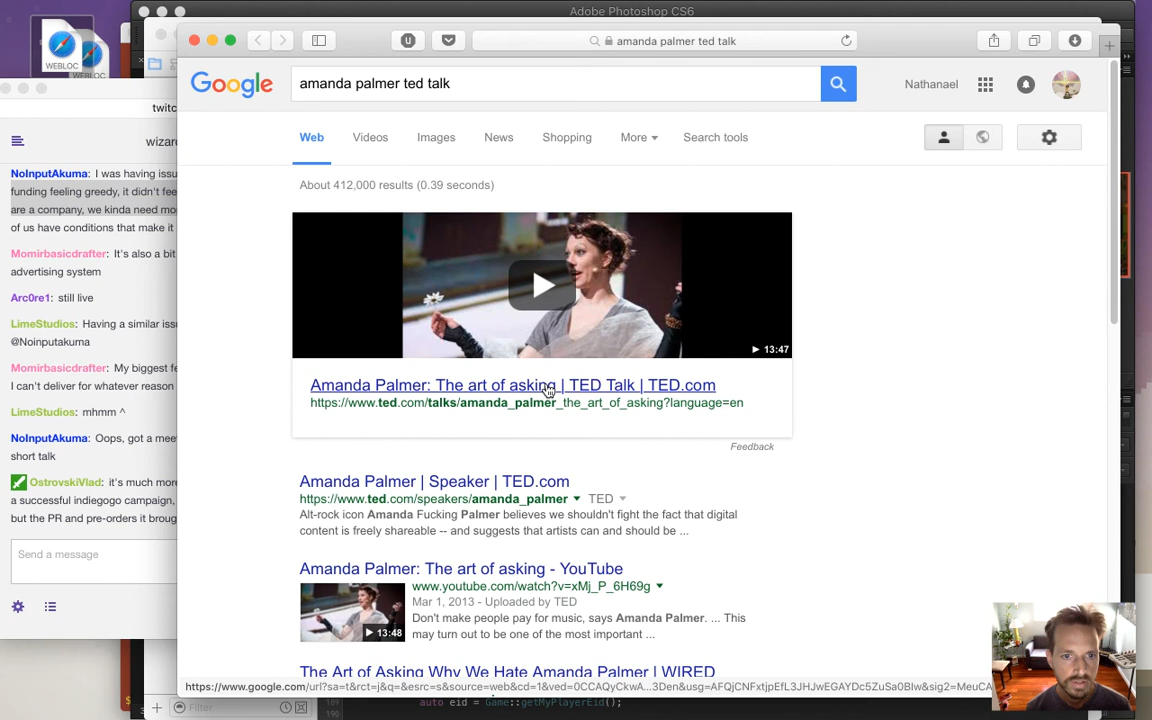 Adobe Photoshop CS6
WEBLOC
amanda palmer ted talk
Google
amanda palmer ted talk
Nathanael
Web
Videos
Images
News
Shopping
More
Search tools
About 412,000 results (0.39 seconds)
13:47
Amanda Palmer: The art of asking | TED Talk | TED.com
https://www.ted.com/talks/amanda_palmer_the_art_of_asking?language=en
Feedback
Amanda Palmer | Speaker | TED.com
https://www.ted.com/speakers/amanda_palmer
TED
Alt-rock icon Amanda Fucking Palmer believes we shouldn't fight the fact that digital
content is freely shareable -- and suggests that artists can and should be ...
Amanda Palmer: The art of asking - YouTube
www.youtube.com/watch?v=xMj_P_6H69g
Mar 1, 2013 - Uploaded by TED
Don't make people pay for music, says Amanda Palmer. ... This
may turn out to be one of the most important ...
13:48
The Art of Asking Why We Hate Amanda Palmer | WIRED
twitc
wizar
NoInputAkuma: I was having issu
funding feeling greedy, it didn't fee
are a company, we kinda need mo
of us have conditions that make it
Momirbasicdrafter: It's also a bit
advertising system
Arc0re1: still live
LimeStudios: Having a similar issu
@Noinputakuma
Momirbasicdrafter: My biggest fe
I can't deliver for whatever reason
LimeStudios: mhmm ^
NoInputAkuma: Oops, got a mee
short talk
OstrovskiVlad: it's much more
a successful indiegogo campaign,
but the PR and pre-orders it broug
Send a message
Filter
189
190
auto eid = Game::getMyPlayerEid();